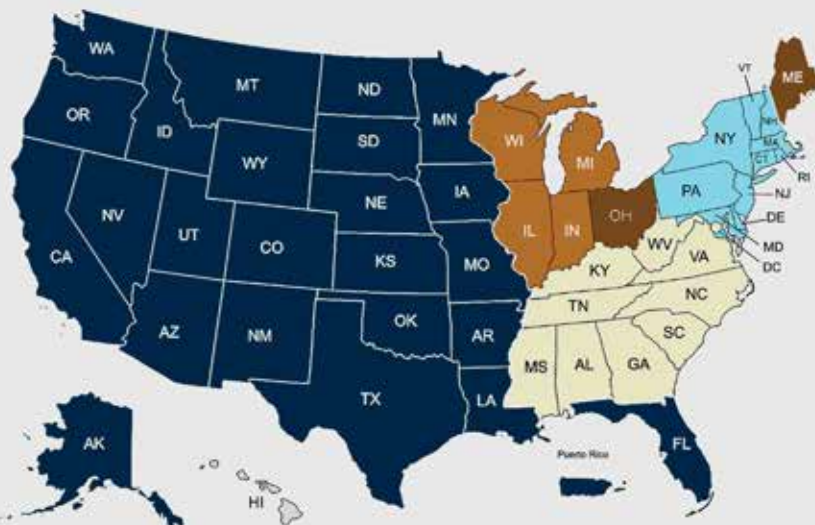 WA
MT
ND
MN
VT
ME
OR
ID
SD
WI
MI
NY
NH
MA
CT
RI
WY
IA
PA
NJ
NV
NE
IL
IN
OH
DE
MD
DC
CA
UT
CO
KS
MO
WV
VA
KY
AZ
NM
OK
AR
TN
NC
SC
MS
AL
GA
TX
LA
AK
HI
Puerto Rico
FL